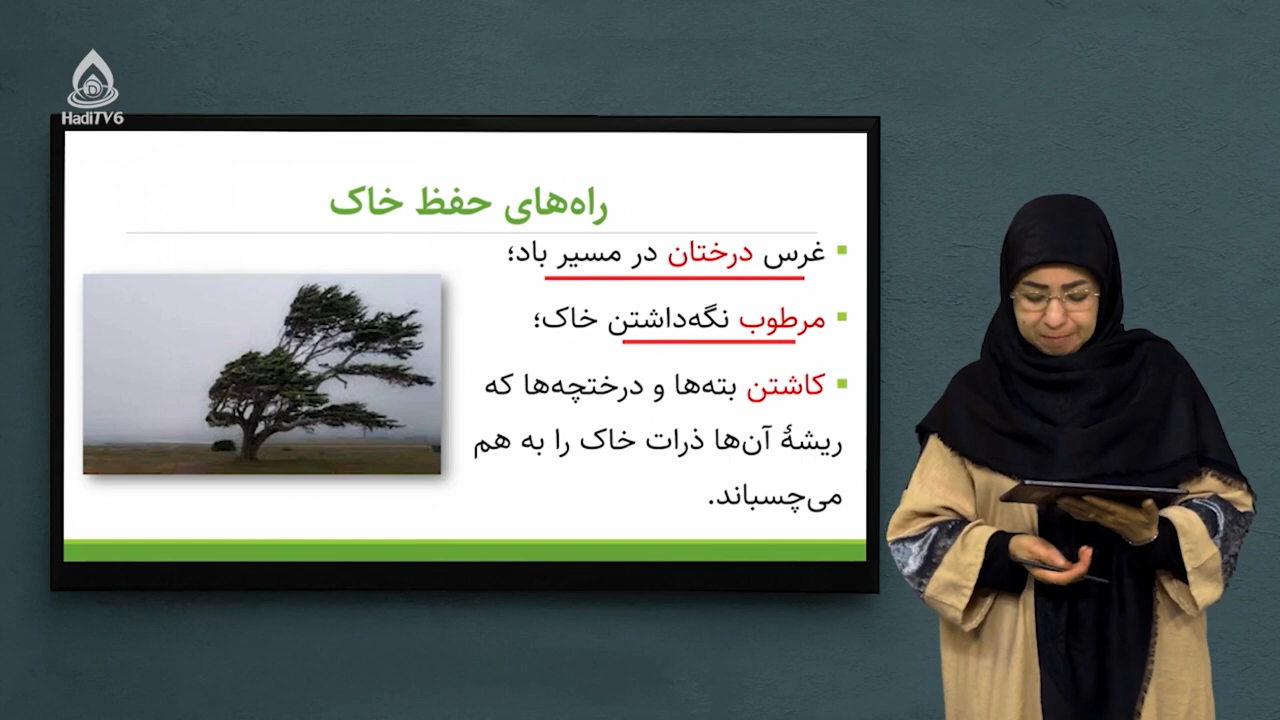 HadiTV6
راه‌های حفظ خاک
غرس درختان در مسیر باد؛
مرطوب نگه‌داشتن خاک؛
کاشتن بته‌ها و درختچه‌ها که
ریشهٔ آن‌ها ذرات خاک را به هم
می‌چسباند.